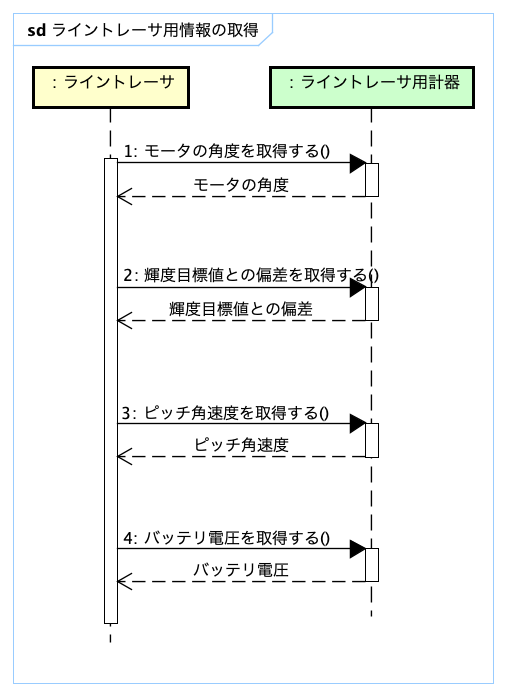 sd ライントレーサ用情報の取得
: ライントレーサ
: ライントレーサ用計器
1: モータの角度を取得する()
モータの角度
2: 輝度目標値との偏差を取得する()
輝度目標値との偏差
3: ピッチ角速度を取得する()
ピッチ角速度
4: バッテリ電圧を取得する()
バッテリ電圧